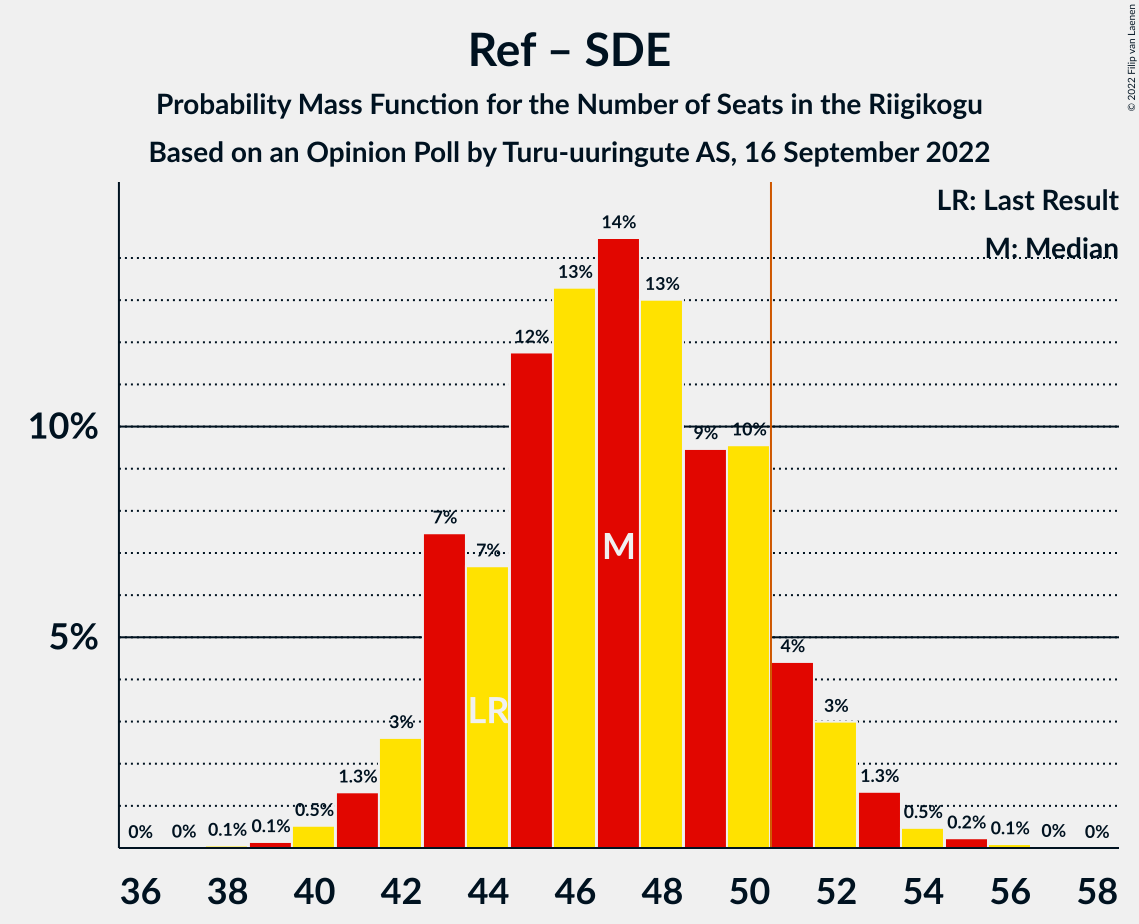 Ref – SDE
Probability Mass Function for the Number of Seats in the Riigikogu
Based on an Opinion Poll by Turu-uuringute AS, 16 September 2022
© 2022 Filip van Laenen
LR: Last Result
M: Median
10%
5%
0% 0% 0.1% 0.1% 0.5% 1.3% 3% 7% 7% 12% 13% 14% 13% 9% 10% 4% 3% 1.3% 0.5% 0.2% 0.1% 0% 0%
M
LR
36 38 40 42 44 46 48 50 52 54 56 58